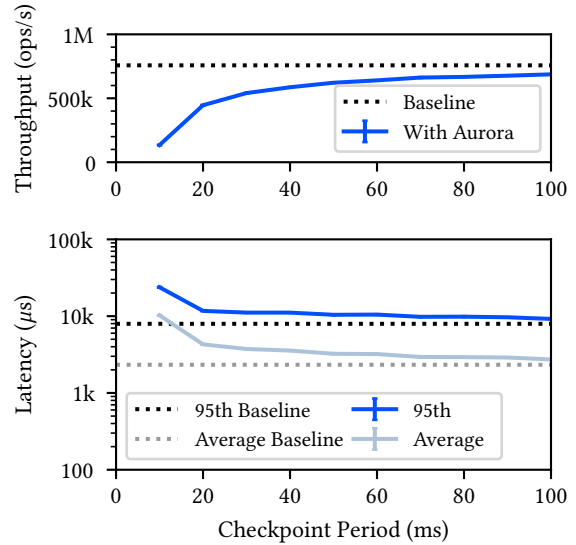 Throughput (ops/s)
1M
500k
0
Baseline
With Aurora
0 20 40 60 80 100
Latency (μs)
100k
10k
1k
100
95th Baseline 95th
Average Baseline Average
0 20 40 60 80 100
Checkpoint Period (ms)